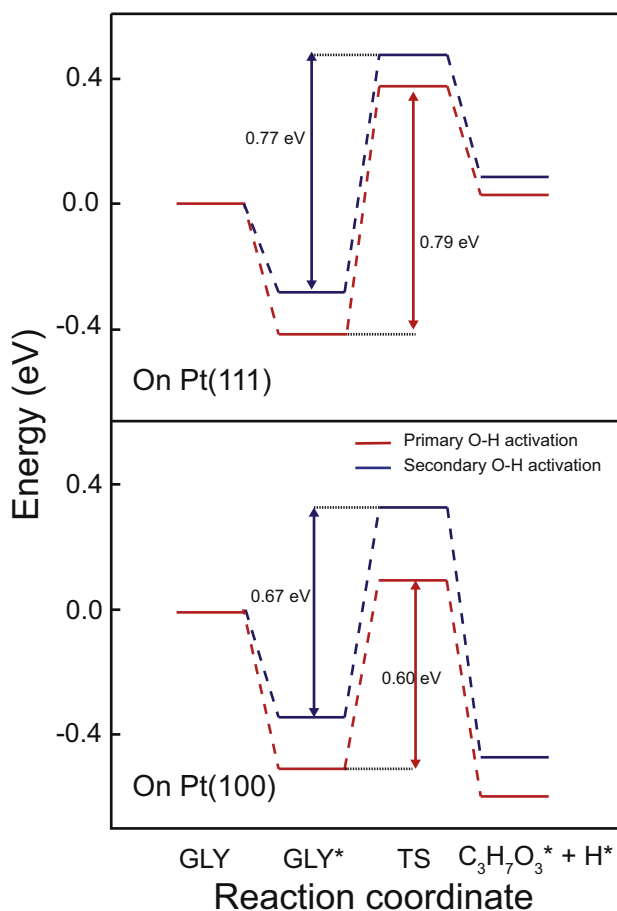 Energy (eV)
0.4
0.0
-0.4
0.77 eV
0.79 eV
On Pt(111)
Primary O-H activation
Secondary O-H activation
0.4
0.0
-0.4
0.67 eV
0.60 eV
On Pt(100)
GLY GLY* TS C₃H₇O₃* + H*
Reaction coordinate